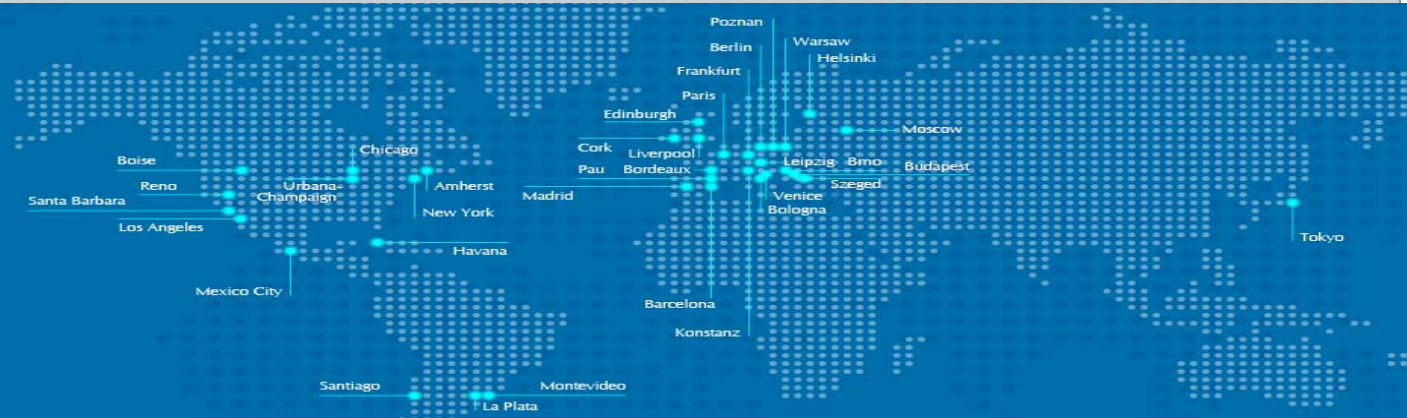 Poznan
Berlin
Warsaw
Helsinki
Frankfurt
Paris
Edinburgh
Moscow
Chicago
Cork
Liverpool
Boise
Leipzig
Brno
Budapest
Pau
Bordeaux
Reno
Urbana-
Champaign
Amherst
Madrid
Szeged
Venice
Santa Barbara
New York
Bologna
Los Angeles
Tokyo
Havana
Mexico City
Barcelona
Konstanz
Santiago
Montevideo
La Plata